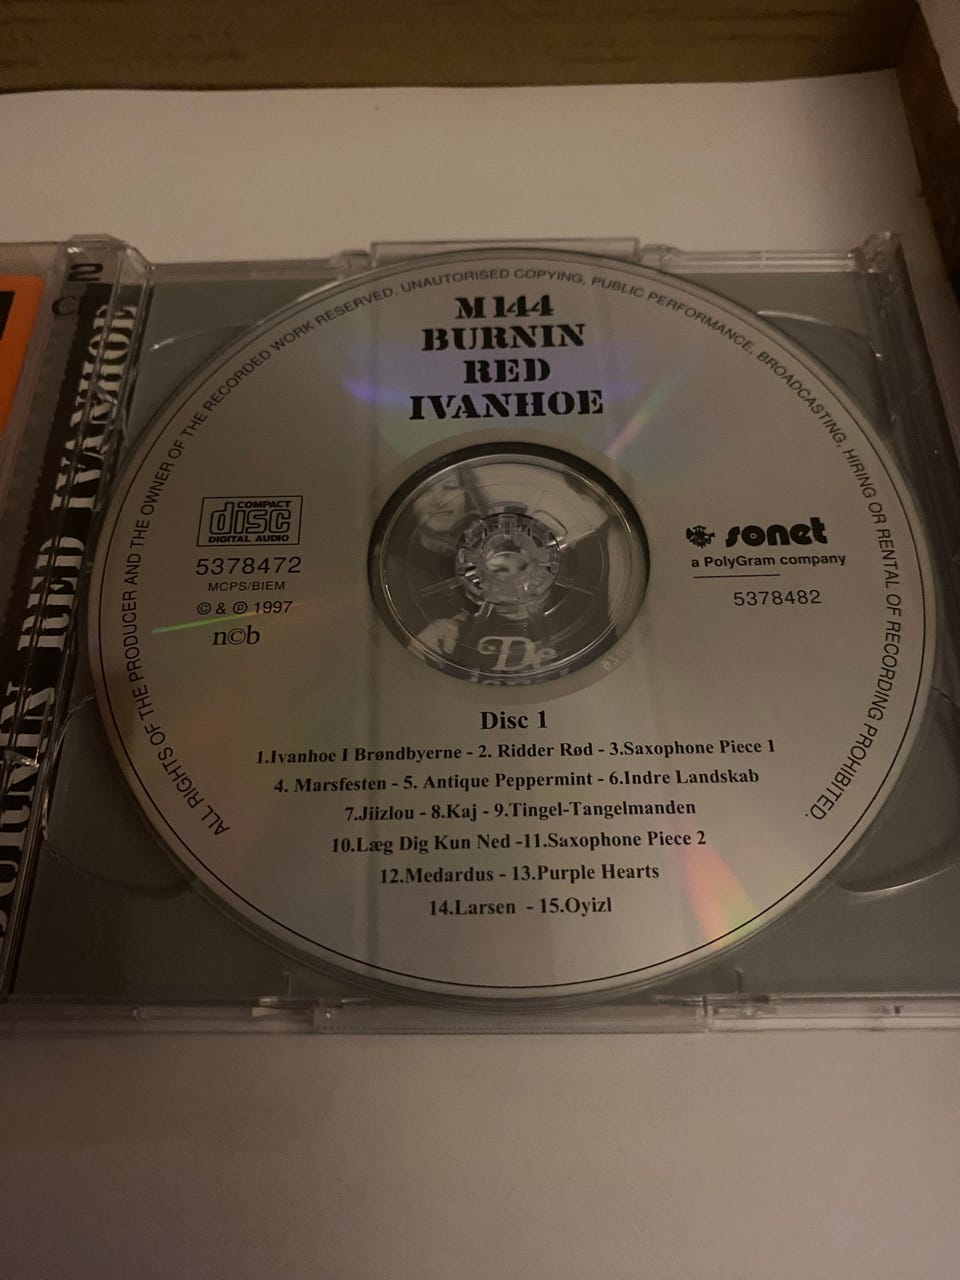 ALL RIGHTS OF THE PRODUCER AND THE OWNER OF THE RECORDED WORK RESERVED, UNAUTORISED COPYING, PUBLIC PERFORMANCE, BROADCASTING, HIRING OR RENTAL OF RECORDING PROHIBITED.
M 144
BURNIN
RED
IVANHOE
COMPACT
disc
DIGITAL AUDIO
5378472
MCPS/BIEM
© & ℗ 1997
n©b
sonet
a PolyGram company
5378482
De
Disc 1
1.Ivanhoe I Brøndbyerne - 2. Ridder Rød - 3.Saxophone Piece 1
4. Marsfesten - 5. Antique Peppermint - 6.Indre Landskab
7.Jiizlou - 8.Kaj - 9.Tingel-Tangelmanden
10.Læg Dig Kun Ned -11.Saxophone Piece 2
12.Medardus - 13.Purple Hearts
14.Larsen - 15.Oyizl
BURNIN RED IVANHOE